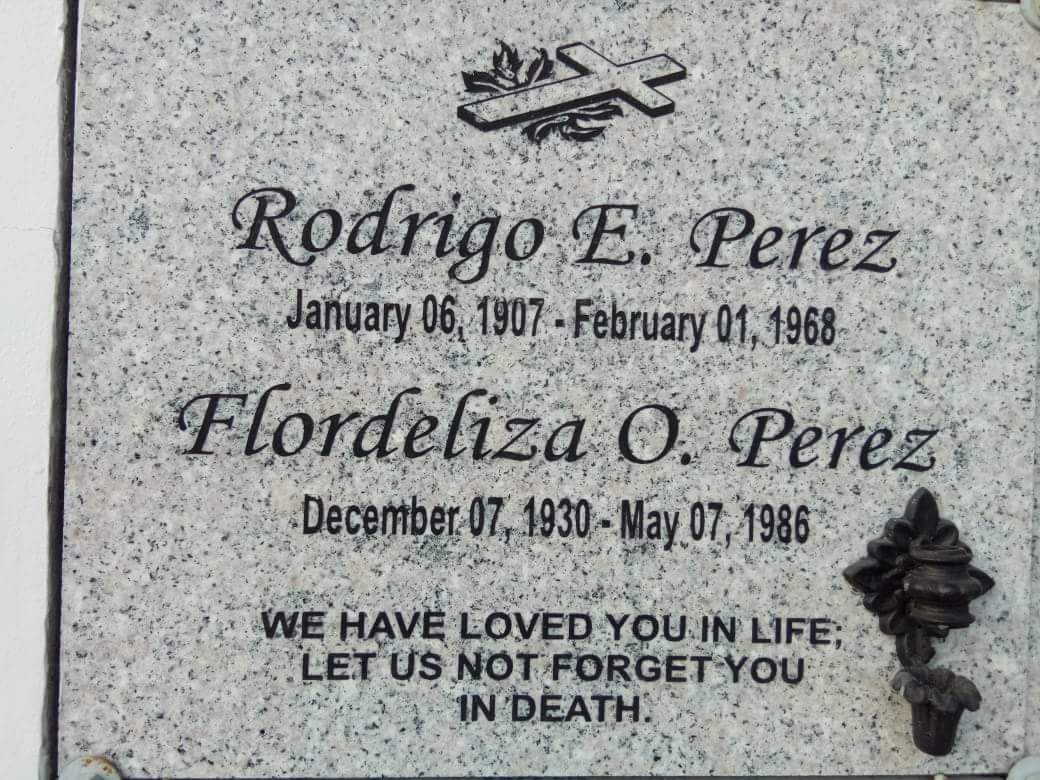 Rodrigo E. Perez
January 06, 1907 - February 01, 1968
Flordeliza O. Perez
December 07, 1930 - May 07, 1986
WE HAVE LOVED YOU IN LIFE;
LET US NOT FORGET YOU
IN DEATH.